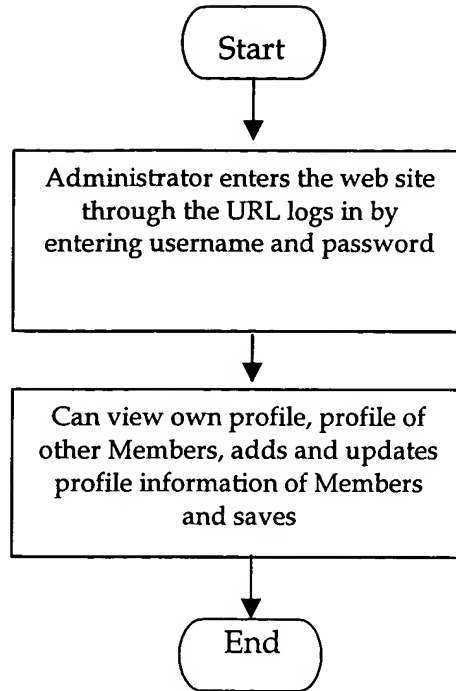 Start
Administrator enters the web site
through the URL logs in by
entering username and password
Can view own profile, profile of
other Members, adds and updates
profile information of Members
and saves
End